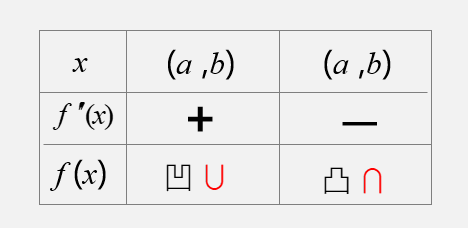 x (a ,b) (a ,b)
f ″(x) + —
f (x) 凹 ∪ 凸 ∩